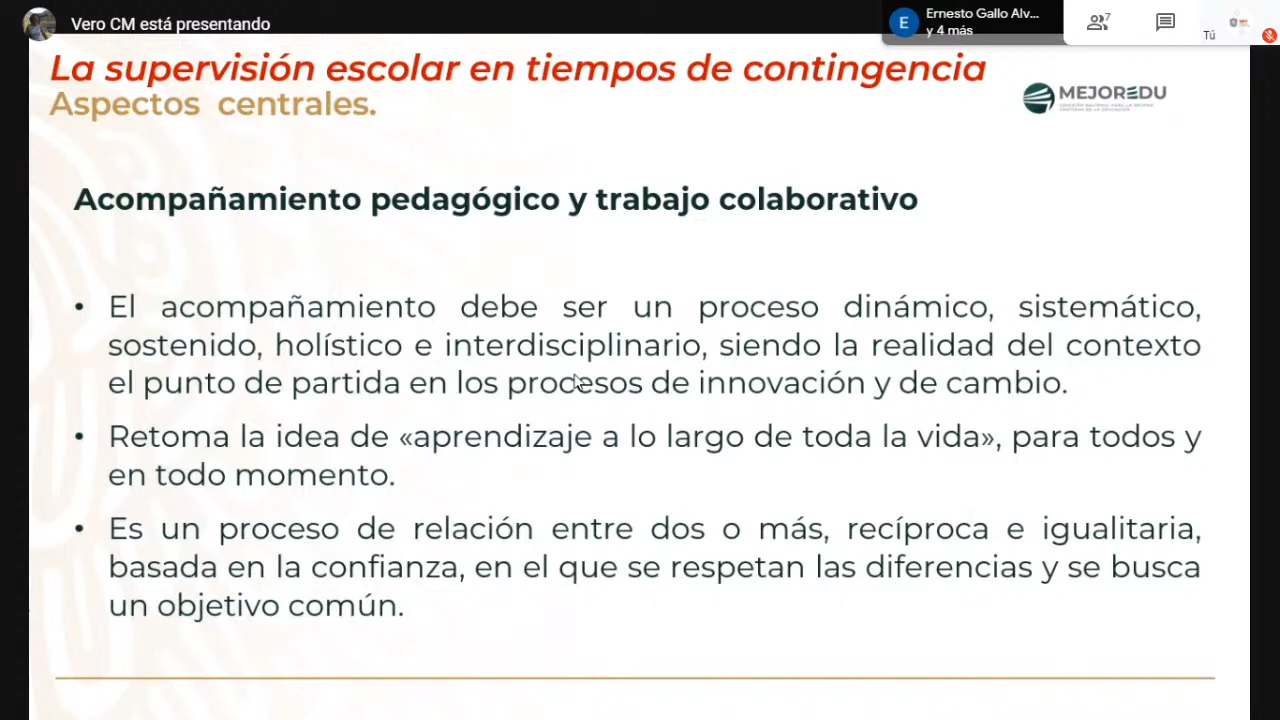 Vero CM está presentando
E
Ernesto Gallo Alv...
y 4 más
7
Tú
La supervisión escolar en tiempos de contingencia
Aspectos centrales.
MEJOREDU
Acompañamiento pedagógico y trabajo colaborativo
• El acompañamiento debe ser un proceso dinámico, sistemático,
sostenido, holístico e interdisciplinario, siendo la realidad del contexto
el punto de partida en los procesos de innovación y de cambio.
• Retoma la idea de «aprendizaje a lo largo de toda la vida», para todos y
en todo momento.
• Es un proceso de relación entre dos o más, recíproca e igualitaria,
basada en la confianza, en el que se respetan las diferencias y se busca
un objetivo común.